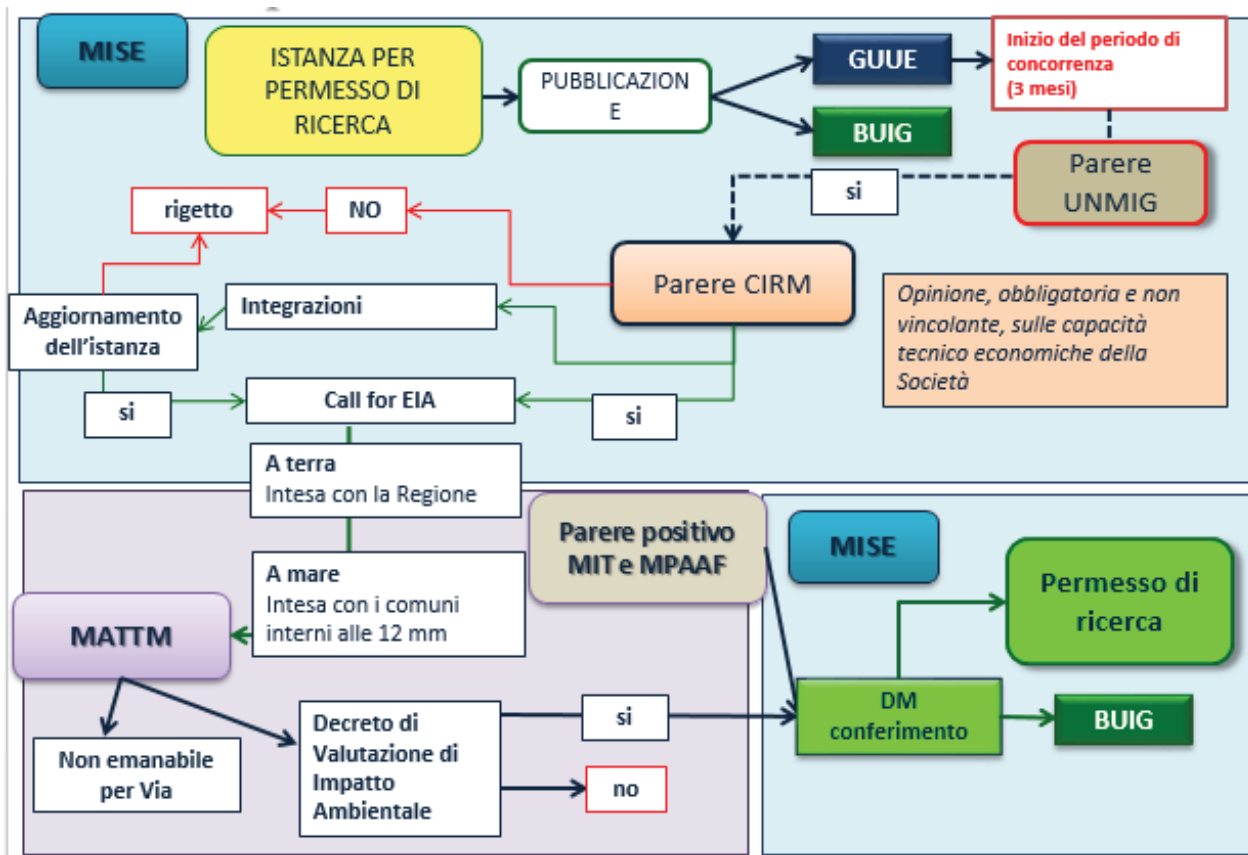 MISE
ISTANZA PER
PERMESSO DI
RICERCA
PUBBLICAZION
E
GUUE
BUIG
Inizio del periodo di
concorrenza
(3 mesi)
Parere
UNMIG
si
rigetto
NO
Parere CIRM
Opinione, obbligatoria e non
vincolante, sulle capacità
tecnico economiche della
Società
Aggiornamento
dell'istanza
Integrazioni
si
Call for EIA
si
A terra
Intesa con la Regione
A mare
Intesa con i comuni
interni alle 12 mm
Parere positivo
MIT e MPAAF
MATTM
Non emanabile
per Via
Decreto di
Valutazione di
Impatto
Ambientale
si
no
MISE
Permesso di
ricerca
DM
conferimento
BUIG